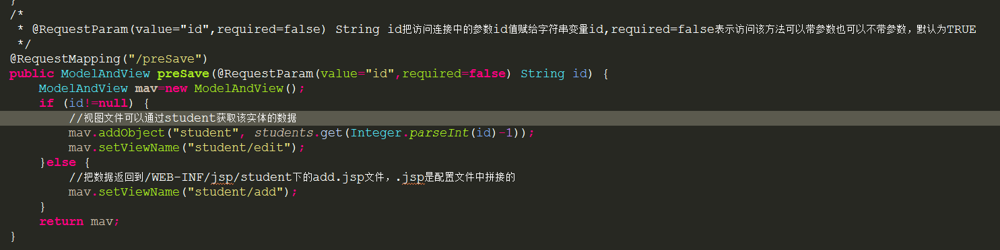 }
/*
 * @RequestParam(value="id",required=false) String id把访问连接中的参数id值赋给字符串变量id,required=false表示访问该方法可以带参数也可以不带参数，默认为TRUE
 */
@RequestMapping("/preSave")
public ModelAndView preSave(@RequestParam(value="id",required=false) String id) {
    ModelAndView mav=new ModelAndView();
    if (id!=null) {
        //视图文件可以通过student获取该实体的数据
        mav.addObject("student", students.get(Integer.parseInt(id)-1));
        mav.setViewName("student/edit");
    }else {
        //把数据返回到/WEB-INF/jsp/student下的add.jsp文件，.jsp是配置文件中拼接的
        mav.setViewName("student/add");
    }
    return mav;
}